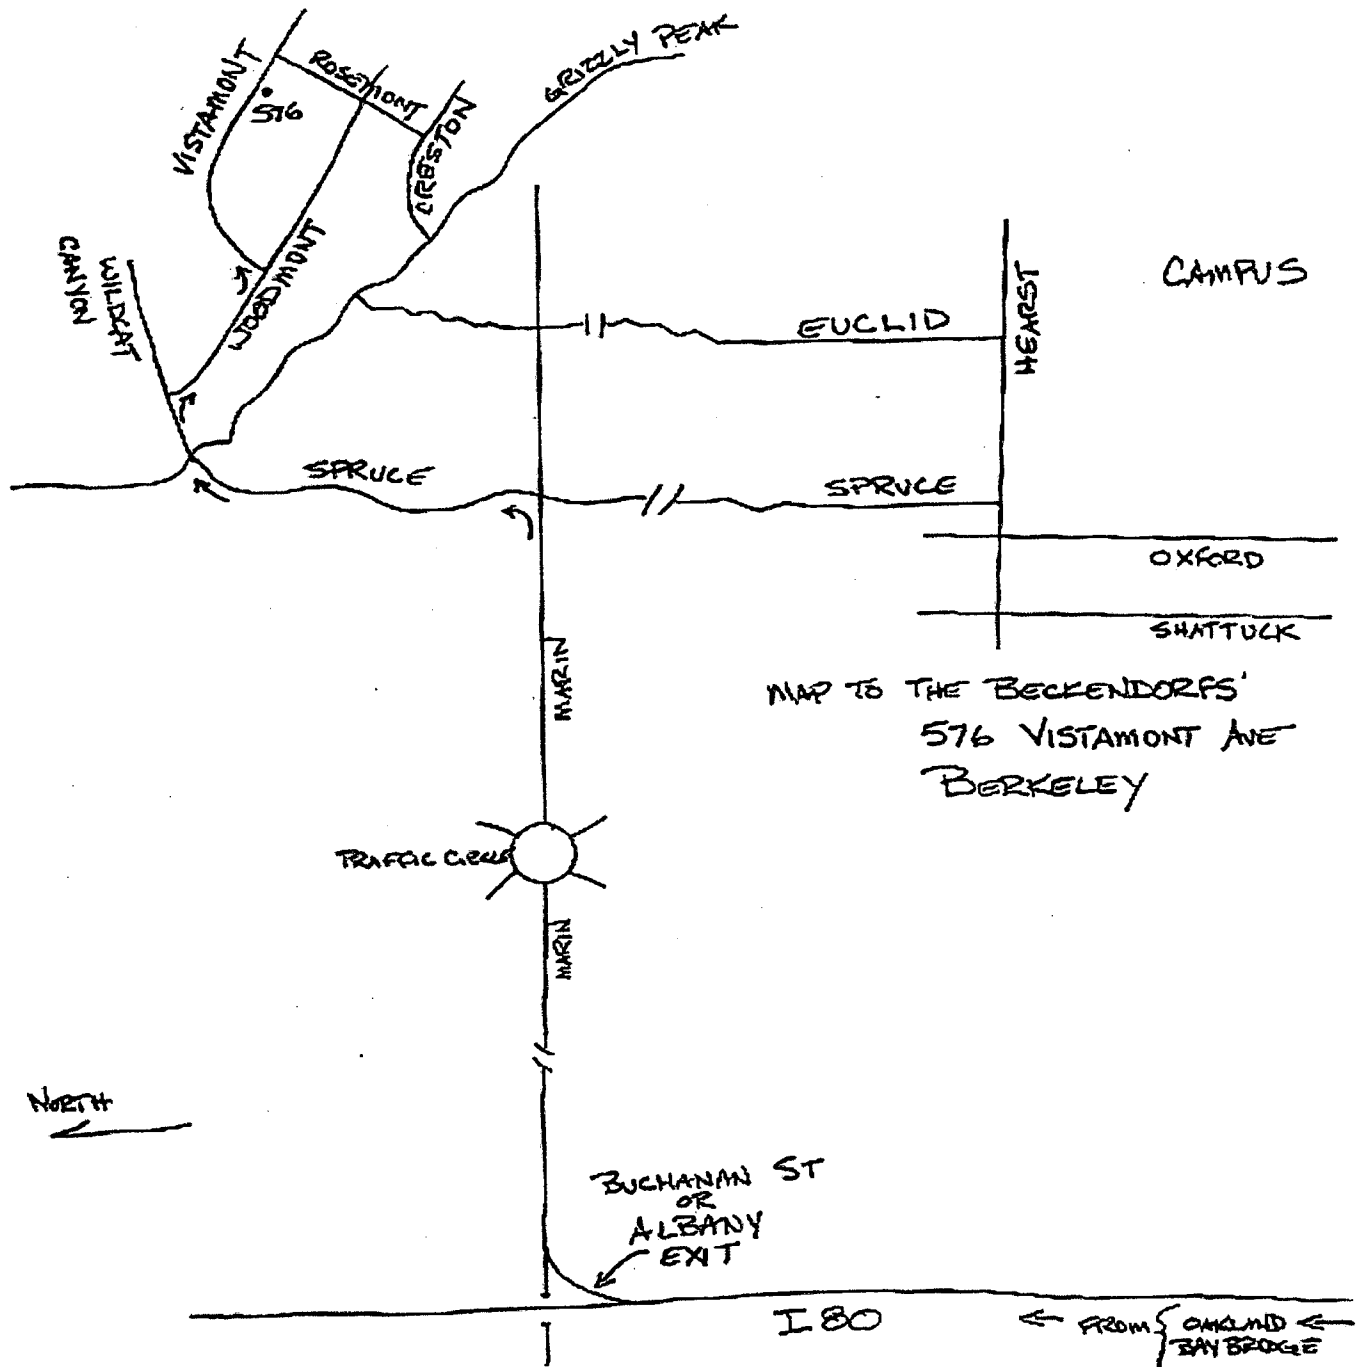 GRIZZLY PEAK
ROSEMONT
VISTAMONT
576
CRESTON
WOODMONT
WILDCAT
CANYON
CAMPUS
HEARST
EUCLID
SPRUCE
SPRUCE
OXFORD
SHATTUCK
MARIN
MAP TO THE BECKENDORFS'
576 VISTAMONT AVE
BERKELEY
TRAFFIC CIRCLE
MARIN
NORTH
BUCHANAN ST
OR
ALBANY
EXIT
I 80
FROM { OAKLAND
BAY BRIDGE